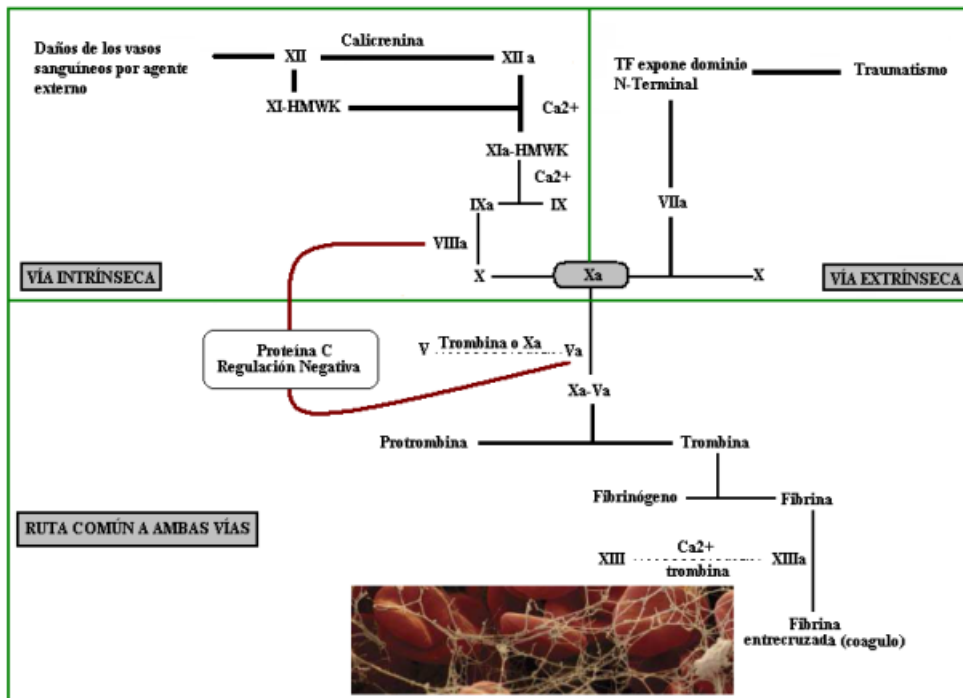 Daños de los vasos
sanguíneos por agente
externo
XII
Calicrenina
XII a
XI-HMWK
Ca2+
XIa-HMWK
Ca2+
IXa
IX
VIIIa
X
VÍA INTRÍNSECA
TF expone dominio
N-Terminal
Traumatismo
VIIa
Xa
X
VÍA EXTRÍNSECA
Proteína C
Regulación Negativa
V
Trombina o Xa
Va
Xa-Va
Protrombina
Trombina
Fibrinógeno
Fibrina
RUTA COMÚN A AMBAS VÍAS
XIII
Ca2+
trombina
XIIIa
Fibrina
entrecruzada (coagulo)